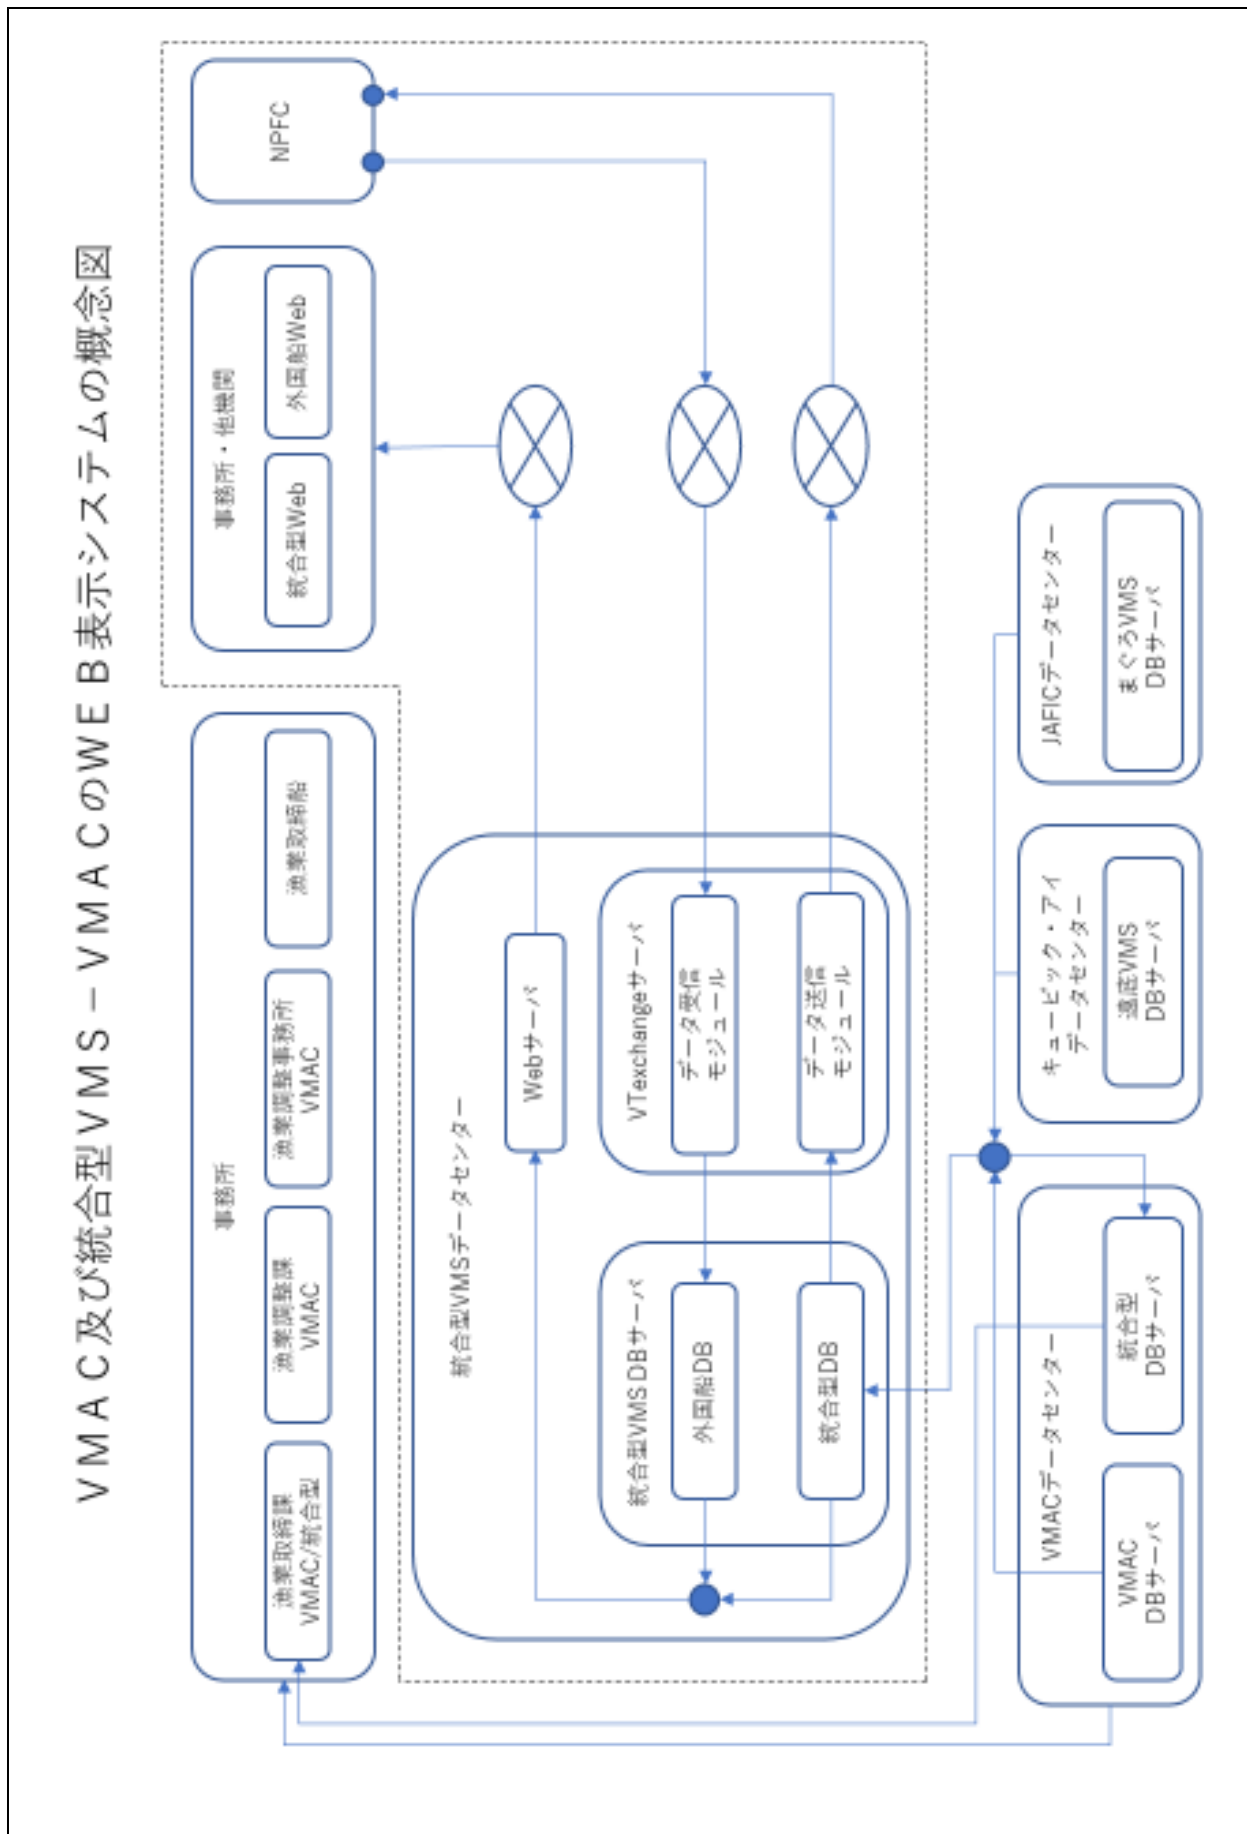 VMAC及び統合型VMS－VMACのWEB表示システムの概念図
事務所
漁業取締課
VMAC/統合型
漁業調整課
VMAC
漁業調整事務所
VMAC
漁業取締船
事務所・他機関
統合型Web
外国船Web
NPFC
統合型VMSデータセンター
Webサーバ
統合型VMS DBサーバ
外国船DB
統合型DB
VTexchangeサーバ
データ受信
モジュール
データ送信
モジュール
VMACデータセンター
VMAC
DBサーバ
統合型
DBサーバ
キュービック・アイ
データセンター
遠底VMS
DBサーバ
JAFICデータセンター
まぐろVMS
DBサーバ